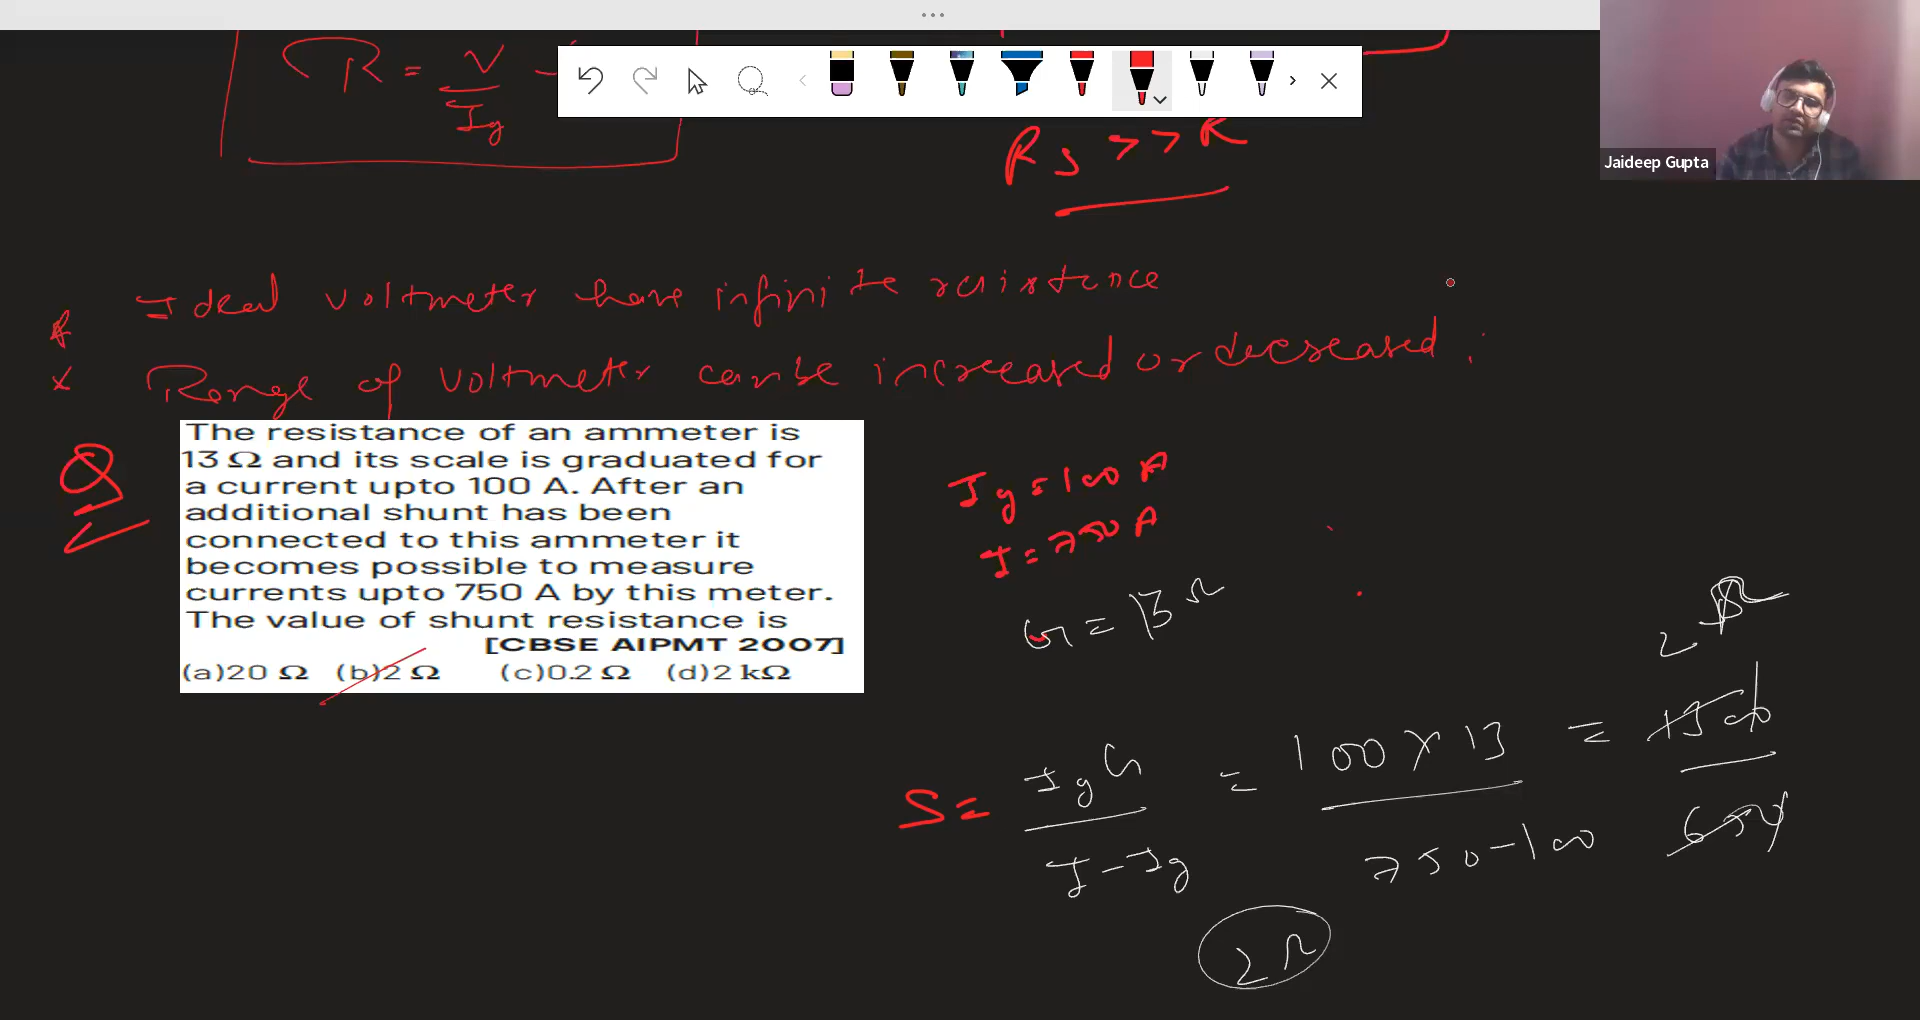 R = V / Ig -
Rs >> R
Jaideep Gupta
* Ideal voltmeter have infinite resistance
x Range of voltmeter can be increased or decreased.
Q
The resistance of an ammeter is
13 Ω and its scale is graduated for
a current upto 100 A. After an
additional shunt has been
connected to this ammeter it
becomes possible to measure
currents upto 750 A by this meter.
The value of shunt resistance is
[CBSE AIPMT 2007]
(a)20 Ω (b)2 Ω (c)0.2 Ω (d)2 kΩ
Ig = 100 A
I = 750 A
G = 13 Ω
S = IgG / I-Ig = 100 x 13 / 750-100 =
2 Ω